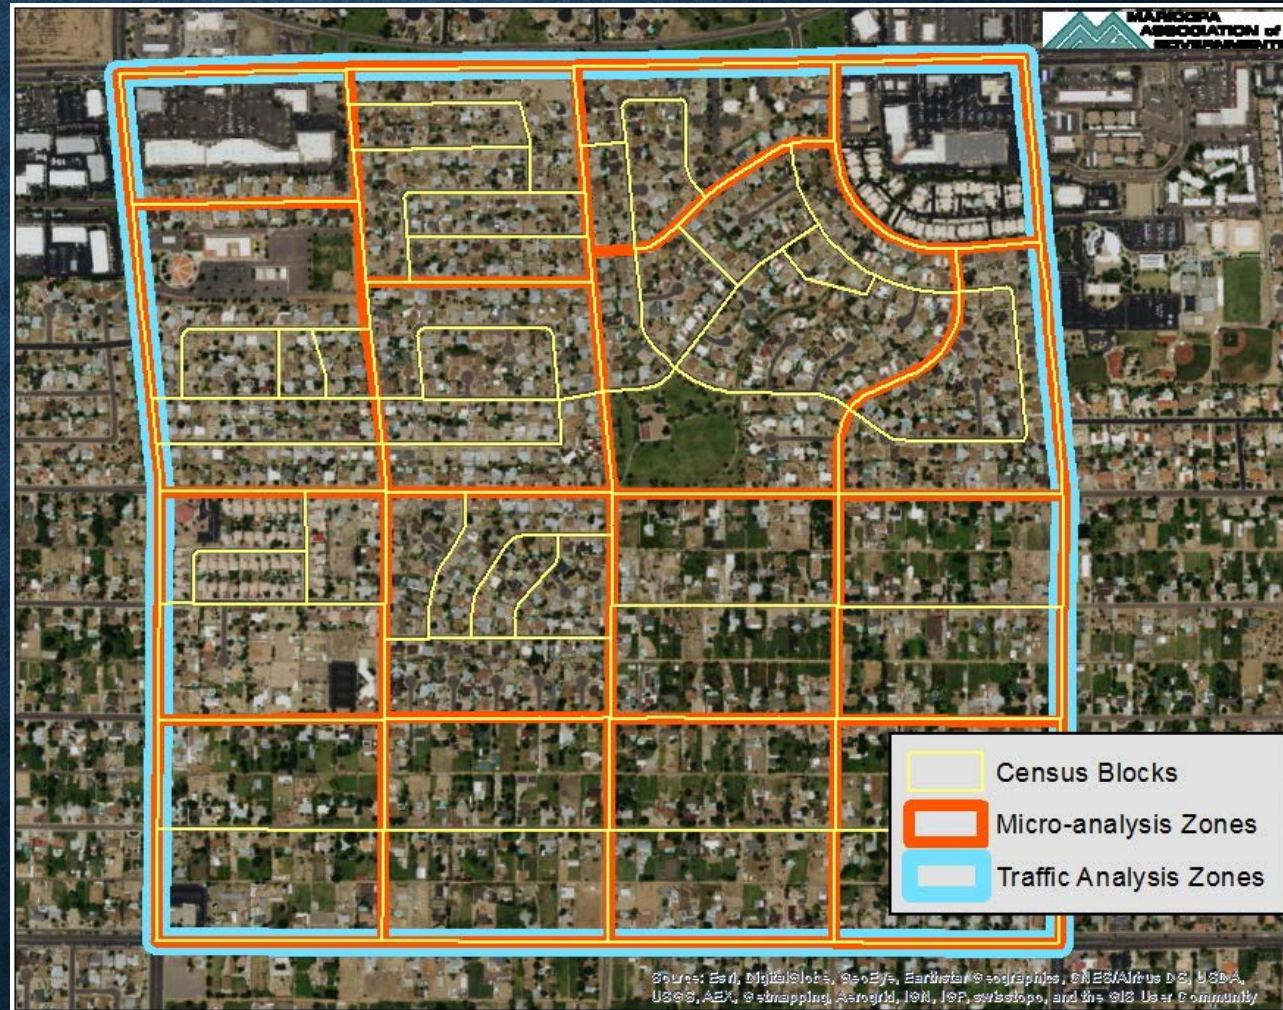 MARICOPA
ASSOCIATION of
GOVERNMENT
Census Blocks
Micro-analysis Zones
Traffic Analysis Zones
Source: Esri, DigitalGlobe, GeoEye, Earthstar Geographics, CNES/Airbus DS, USDA,
USGS, AEX, Getmapping, Aerogrid, IGN, IGP, swisstopo, and the GIS User Community